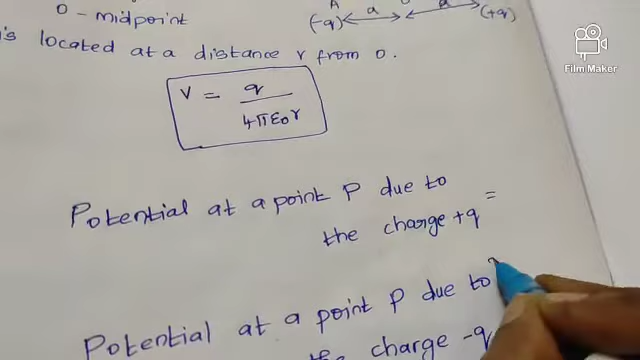 A
O - midpoint
(-q) a a (+q)
is located at a distance r from O.
V = q / 4πε₀r
Potential at a point P due to
the charge +q =
Potential at a point P due to
the charge -q
Film Maker